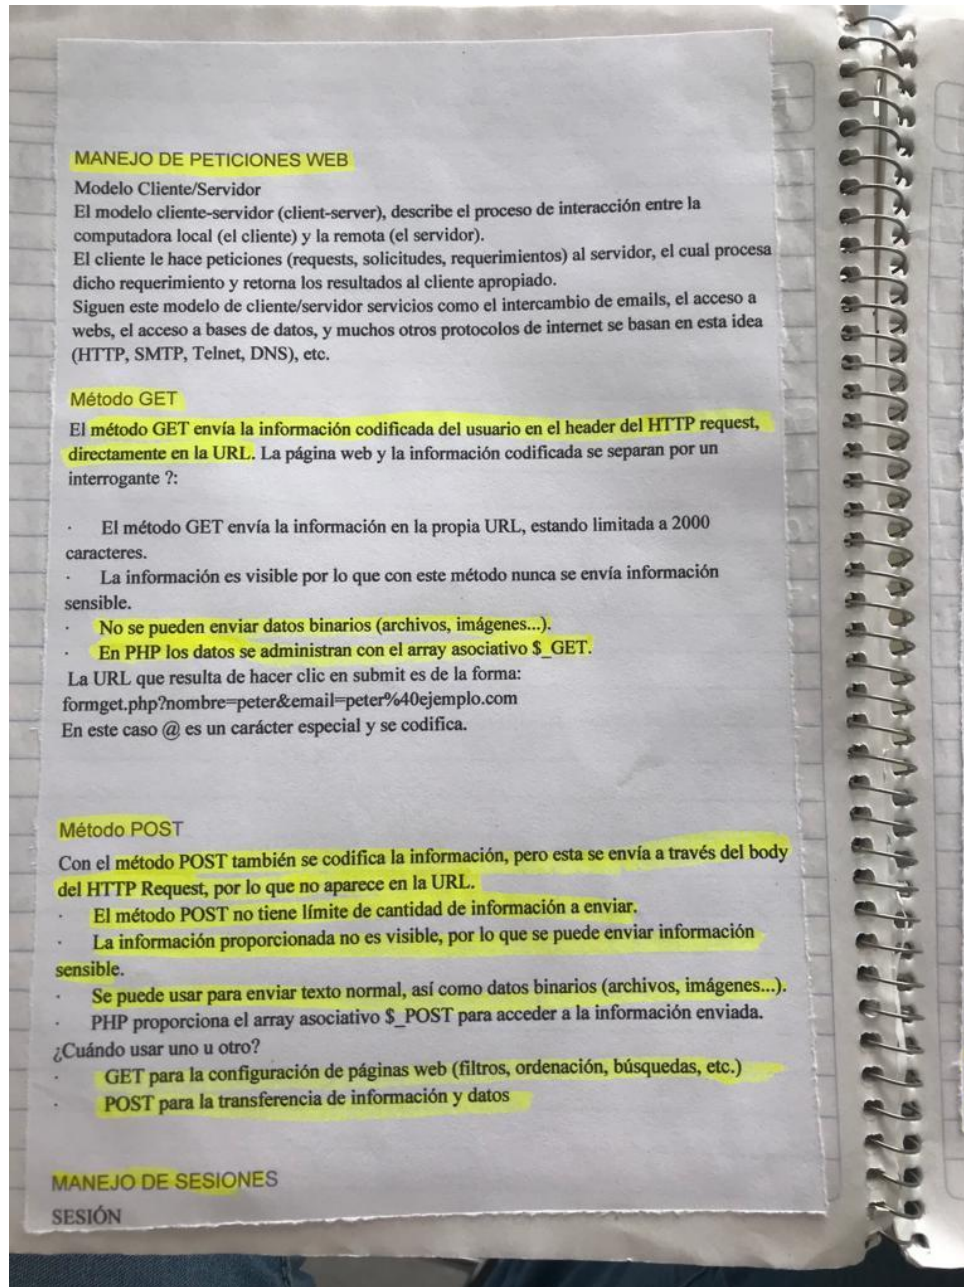 MANEJO DE PETICIONES WEB
Modelo Cliente/Servidor
El modelo cliente-servidor (client-server), describe el proceso de interacción entre la
computadora local (el cliente) y la remota (el servidor).
El cliente le hace peticiones (requests, solicitudes, requerimientos) al servidor, el cual procesa
dicho requerimiento y retorna los resultados al cliente apropiado.
Siguen este modelo de cliente/servidor servicios como el intercambio de emails, el acceso a
webs, el acceso a bases de datos, y muchos otros protocolos de internet se basan en esta idea
(HTTP, SMTP, Telnet, DNS), etc.
Método GET
El método GET envía la información codificada del usuario en el header del HTTP request,
directamente en la URL. La página web y la información codificada se separan por un
interrogante ?:
· El método GET envía la información en la propia URL, estando limitada a 2000
caracteres.
· La información es visible por lo que con este método nunca se envía información
sensible.
· No se pueden enviar datos binarios (archivos, imágenes...).
· En PHP los datos se administran con el array asociativo $_GET.
La URL que resulta de hacer clic en submit es de la forma:
formget.php?nombre=peter&email=peter%40ejemplo.com
En este caso @ es un carácter especial y se codifica.
Método POST
Con el método POST también se codifica la información, pero esta se envía a través del body
del HTTP Request, por lo que no aparece en la URL.
· El método POST no tiene límite de cantidad de información a enviar.
· La información proporcionada no es visible, por lo que se puede enviar información
sensible.
· Se puede usar para enviar texto normal, así como datos binarios (archivos, imágenes...).
· PHP proporciona el array asociativo $_POST para acceder a la información enviada.
¿Cuándo usar uno u otro?
· GET para la configuración de páginas web (filtros, ordenación, búsquedas, etc.)
· POST para la transferencia de información y datos
MANEJO DE SESIONES
SESIÓN